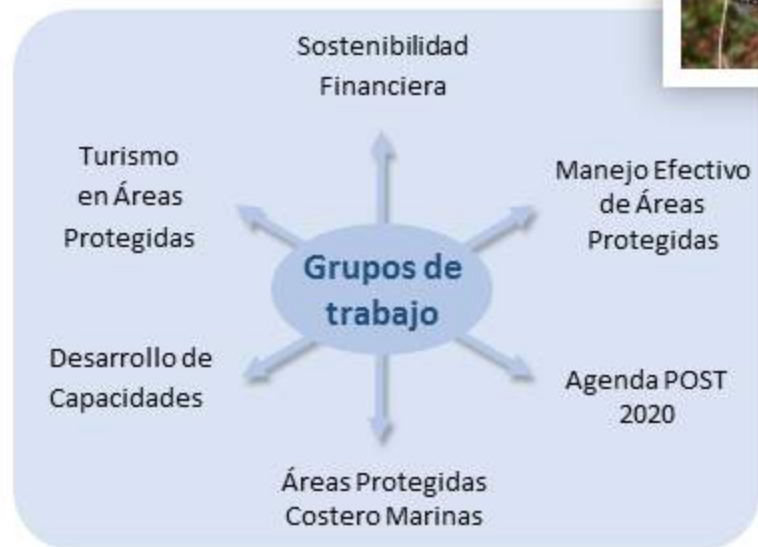 Sostenibilidad
Financiera
Turismo
en Áreas
Protegidas
Manejo Efectivo
de Áreas
Protegidas
Grupos de
trabajo
Desarrollo de
Capacidades
Agenda POST
2020
Áreas Protegidas
Costero Marinas